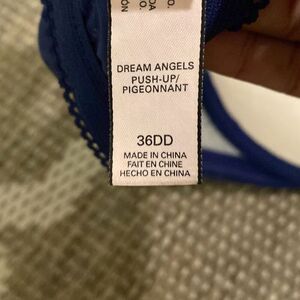 DREAM ANGELS
PUSH-UP/
PIGEONNANT
36DD
MADE IN CHINA
FAIT EN CHINE
HECHO EN CHINA